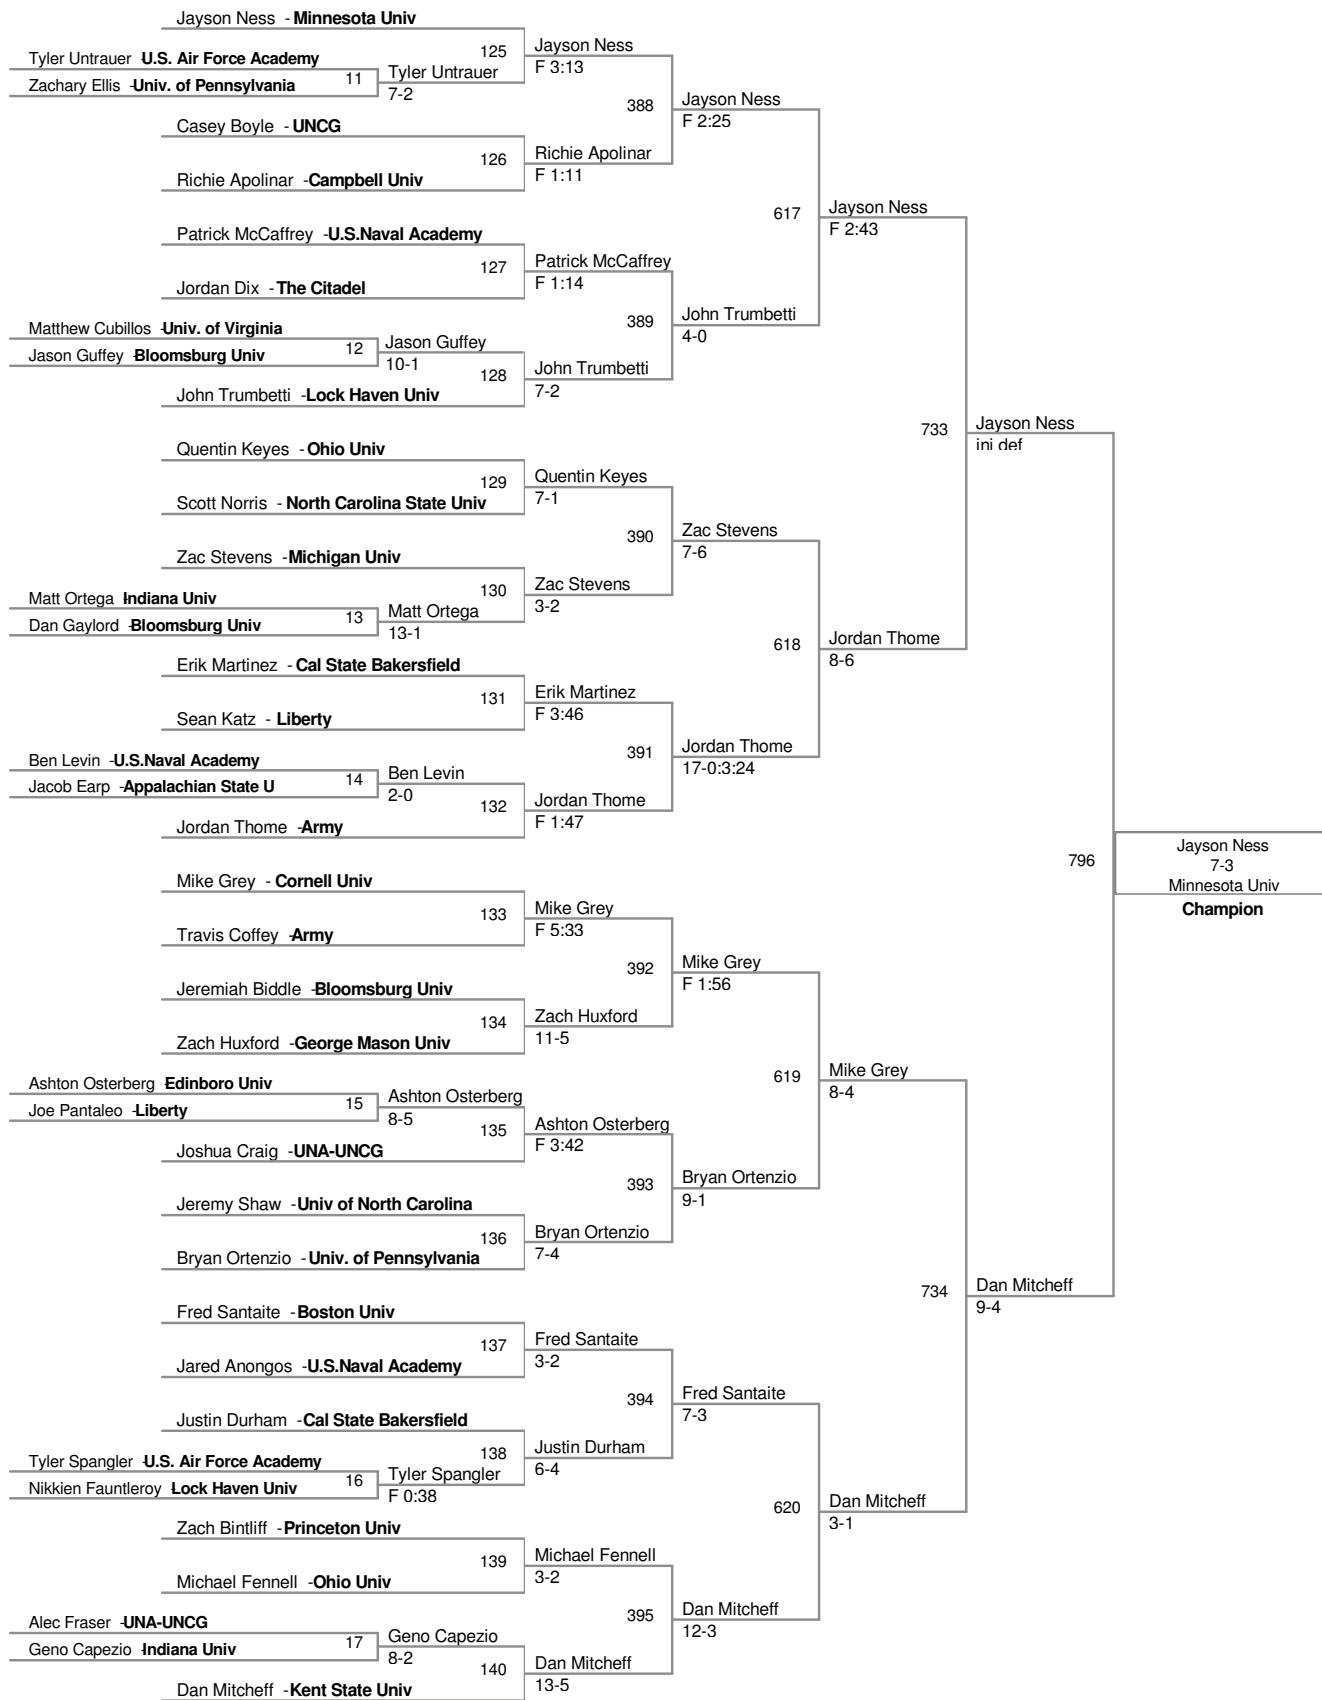 Jayson Ness - Minnesota Univ
125
Jayson Ness
F 3:13
Tyler Untrauer -U.S. Air Force Academy
11
Tyler Untrauer
7-2
Zachary Ellis -Univ. of Pennsylvania
388
Jayson Ness
F 2:25
Casey Boyle - UNCG
126
Richie Apolinar
F 1:11
Richie Apolinar -Campbell Univ
617
Jayson Ness
F 2:43
Patrick McCaffrey -U.S.Naval Academy
127
Patrick McCaffrey
F 1:14
Jordan Dix - The Citadel
389
John Trumbetti
4-0
Matthew Cubillos -Univ. of Virginia
12
Jason Guffey
10-1
Jason Guffey -Bloomsburg Univ
128
John Trumbetti
7-2
John Trumbetti -Lock Haven Univ
733
Jayson Ness
inj def
Quentin Keyes - Ohio Univ
129
Quentin Keyes
7-1
Scott Norris - North Carolina State Univ
390
Zac Stevens
7-6
Zac Stevens -Michigan Univ
130
Zac Stevens
3-2
Matt Ortega -Indiana Univ
13
Matt Ortega
13-1
Dan Gaylord -Bloomsburg Univ
618
Jordan Thome
8-6
Erik Martinez - Cal State Bakersfield
131
Erik Martinez
F 3:46
Sean Katz - Liberty
391
Jordan Thome
17-0:3:24
Ben Levin -U.S.Naval Academy
14
Ben Levin
2-0
Jacob Earp -Appalachian State U
132
Jordan Thome
F 1:47
Jordan Thome -Army
796
Jayson Ness
7-3
Minnesota Univ
Champion
Mike Grey - Cornell Univ
133
Mike Grey
F 5:33
Travis Coffey -Army
392
Mike Grey
F 1:56
Jeremiah Biddle -Bloomsburg Univ
134
Zach Huxford
11-5
Zach Huxford -George Mason Univ
619
Mike Grey
8-4
Ashton Osterberg -Edinboro Univ
15
Ashton Osterberg
8-5
Joe Pantaleo -Liberty
135
Ashton Osterberg
F 3:42
Joshua Craig -UNA-UNCG
393
Bryan Ortenzio
9-1
Jeremy Shaw - Univ of North Carolina
136
Bryan Ortenzio
7-4
Bryan Ortenzio - Univ. of Pennsylvania
734
Dan Mitcheff
9-4
Fred Santaite - Boston Univ
137
Fred Santaite
3-2
Jared Anongos -U.S.Naval Academy
394
Fred Santaite
7-3
Justin Durham -Cal State Bakersfield
138
Justin Durham
6-4
Tyler Spangler -U.S. Air Force Academy
16
Tyler Spangler
F 0:38
Nikkien Fauntleroy -Lock Haven Univ
620
Dan Mitcheff
3-1
Zach Bintliff -Princeton Univ
139
Michael Fennell
3-2
Michael Fennell -Ohio Univ
395
Dan Mitcheff
12-3
Alec Fraser -UNA-UNCG
17
Geno Capezio
8-2
Geno Capezio -Indiana Univ
140
Dan Mitcheff
13-5
Dan Mitcheff - Kent State Univ